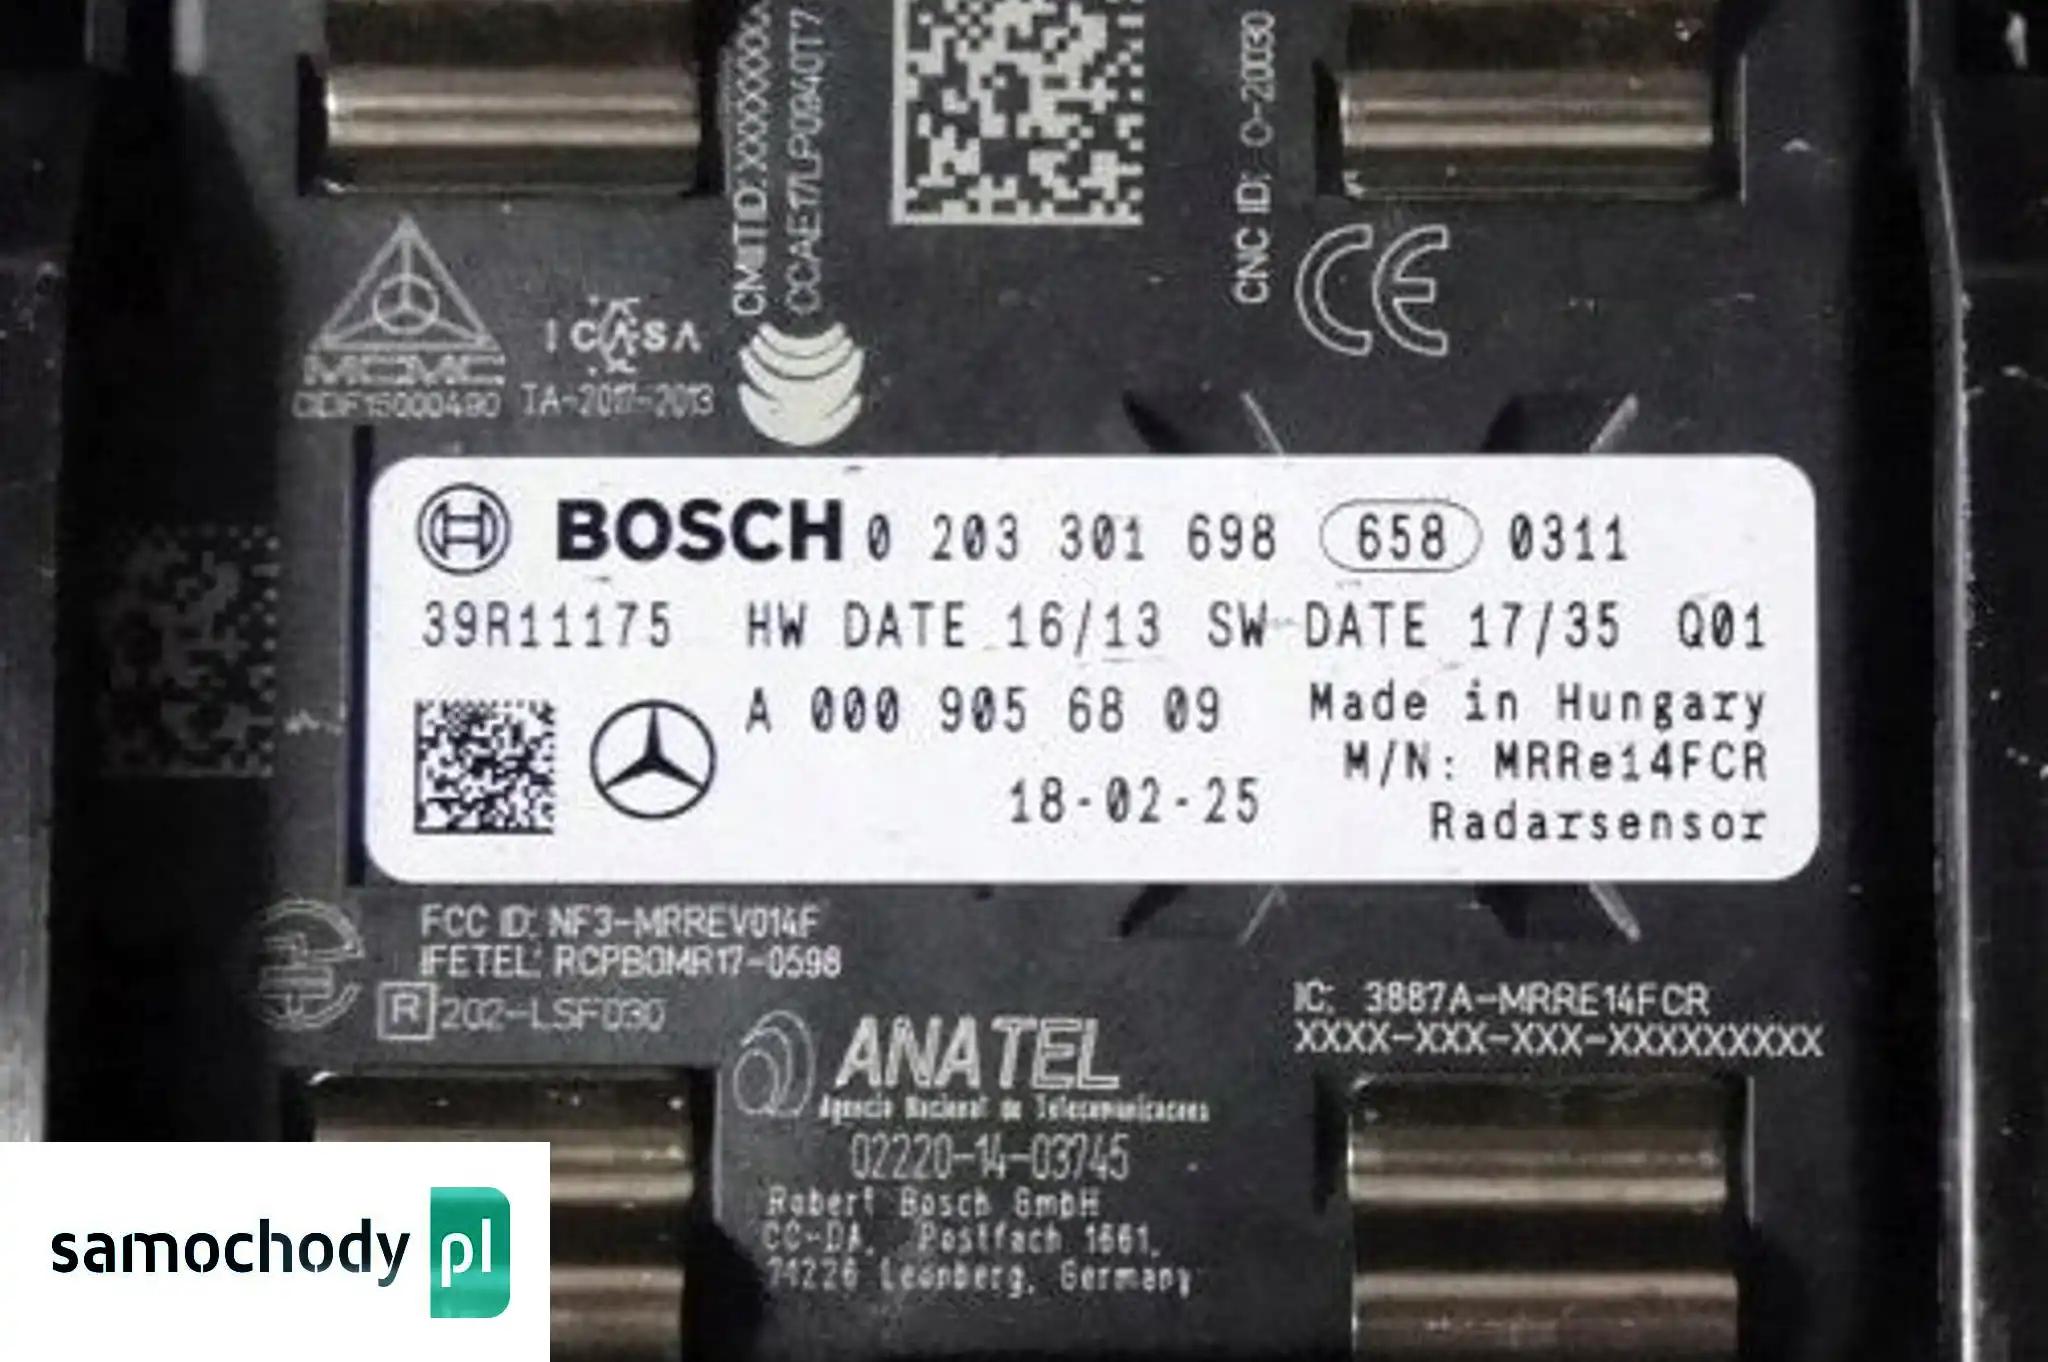 CMIIT ID: XXXXXXXX
CCAE17LP0940T7
CNC ID: C-20030
MCMC
CIDF15000490
ICASA
TA-2017-2013
CE
BOSCH 0 203 301 698 658 0311
39R11175 HW DATE 16/13 SW-DATE 17/35 Q01
A 000 905 68 09
Made in Hungary
M/N: MRRe14FCR
18-02-25
Radarsensor
FCC ID: NF3-MRREV014F
IFETEL: RCPBOMR17-0598
R 202-LSF030
IC: 3887A-MRRE14FCR
XXXX-XXX-XXX-XXXXXXXXX
ANATEL
Agencia Nacional de Telecomunicacoes
02220-14-03745
Robert Bosch GmbH
CC-DA, Postfach 1661,
71226 Leonberg, Germany
samochody pl